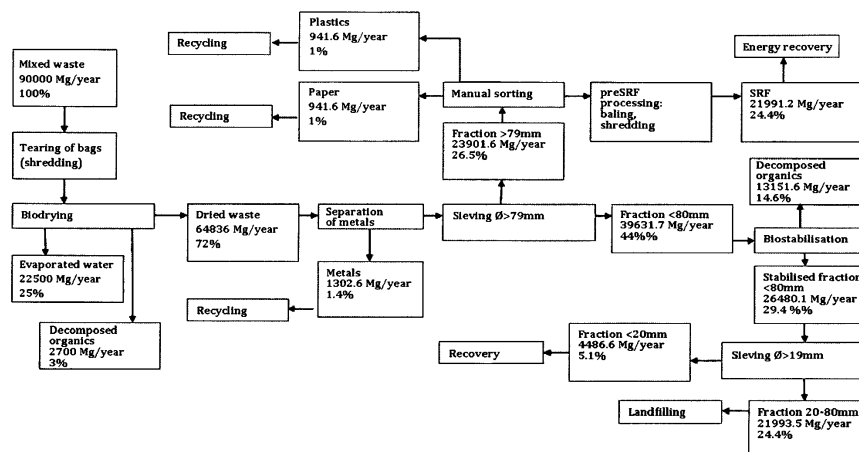 Mixed waste
90000 Mg/year
100%
Tearing of bags
(shredding)
Biodrying
Evaporated water
22500 Mg/year
25%
Decomposed
organics
2700 Mg/year
3%
Dried waste
64836 Mg/year
72%
Separation
of metals
Metals
1302.6 Mg/year
1.4%
Recycling
Sieving Ø>79mm
Fraction >79mm
23901.6 Mg/year
26.5%
Manual sorting
Plastics
941.6 Mg/year
1%
Recycling
Paper
941.6 Mg/year
1%
Recycling
preSRF
processing:
baling,
shredding
SRF
21991.2 Mg/year
24.4%
Energy recovery
Fraction <80mm
39631.7 Mg/year
44%%
Biostabilisation
Decomposed
organics
13151.6 Mg/year
14.6%
Stabilised fraction
<80mm
26480.1 Mg/year
29.4 %%
Sieving Ø>19mm
Fraction <20mm
4486.6 Mg/year
5.1%
Recovery
Fraction 20-80mm
21993.5 Mg/year
24.4%
Landfilling